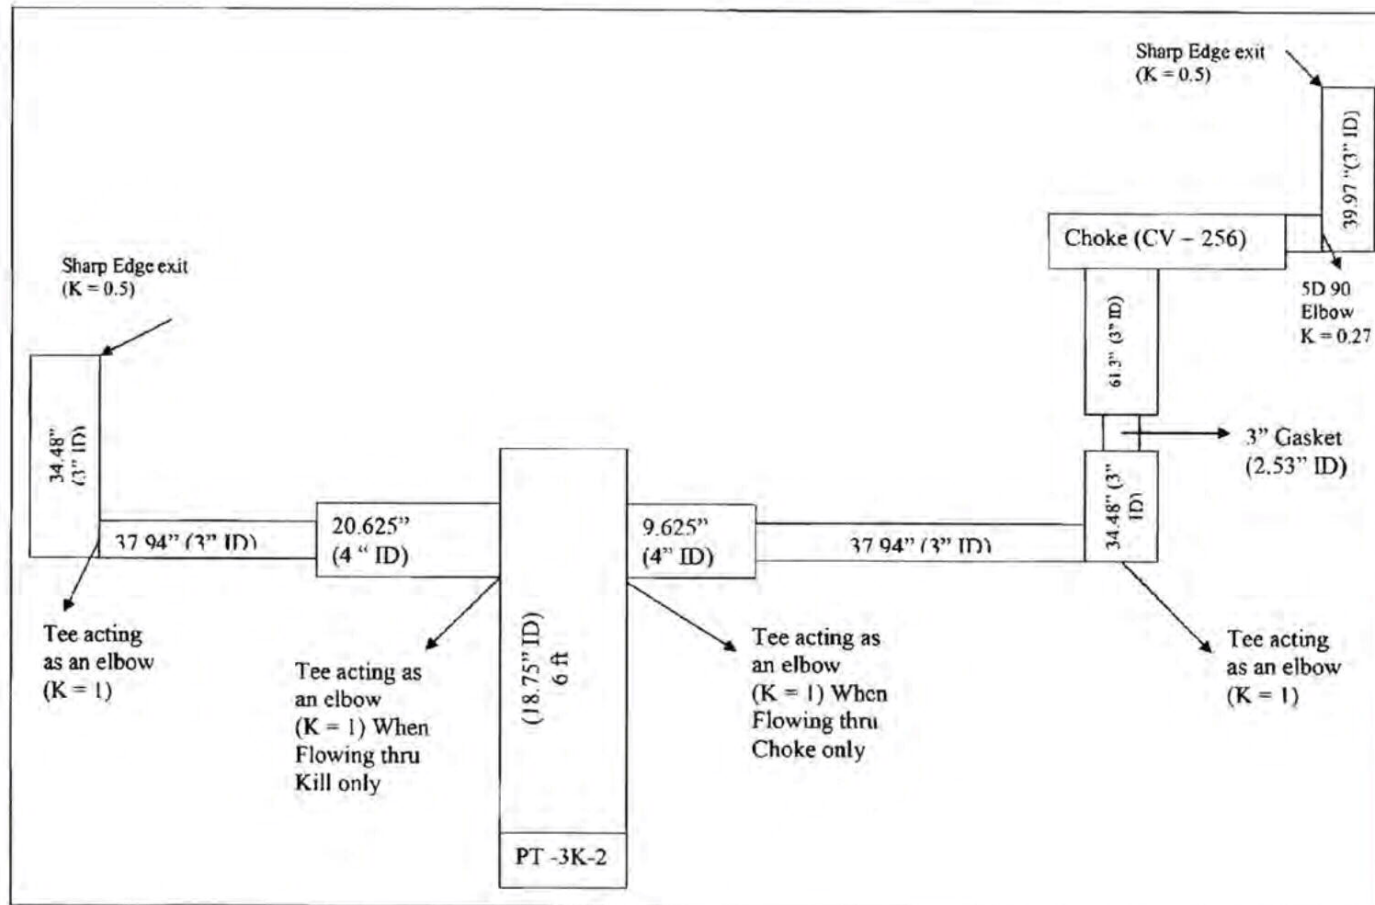 Sharp Edge exit
(K = 0.5)
39.97 “(3” ID)
Choke (CV – 256)
5D 90
Elbow
K = 0.27
61.3” (3” ID)
3” Gasket
(2.53” ID)
34.48” (3”
ID)
Sharp Edge exit
(K = 0.5)
34.48”
(3” ID)
37.94” (3” ID)
20.625”
(4 “ ID)
9.625”
(4” ID)
37.94” (3” ID)
(18.75” ID)
6 ft
PT -3K-2
Tee acting
as an elbow
(K = 1)
Tee acting as
an elbow
(K = 1) When
Flowing thru
Kill only
Tee acting as
an elbow
(K = 1) When
Flowing thru
Choke only
Tee acting
as an elbow
(K = 1)